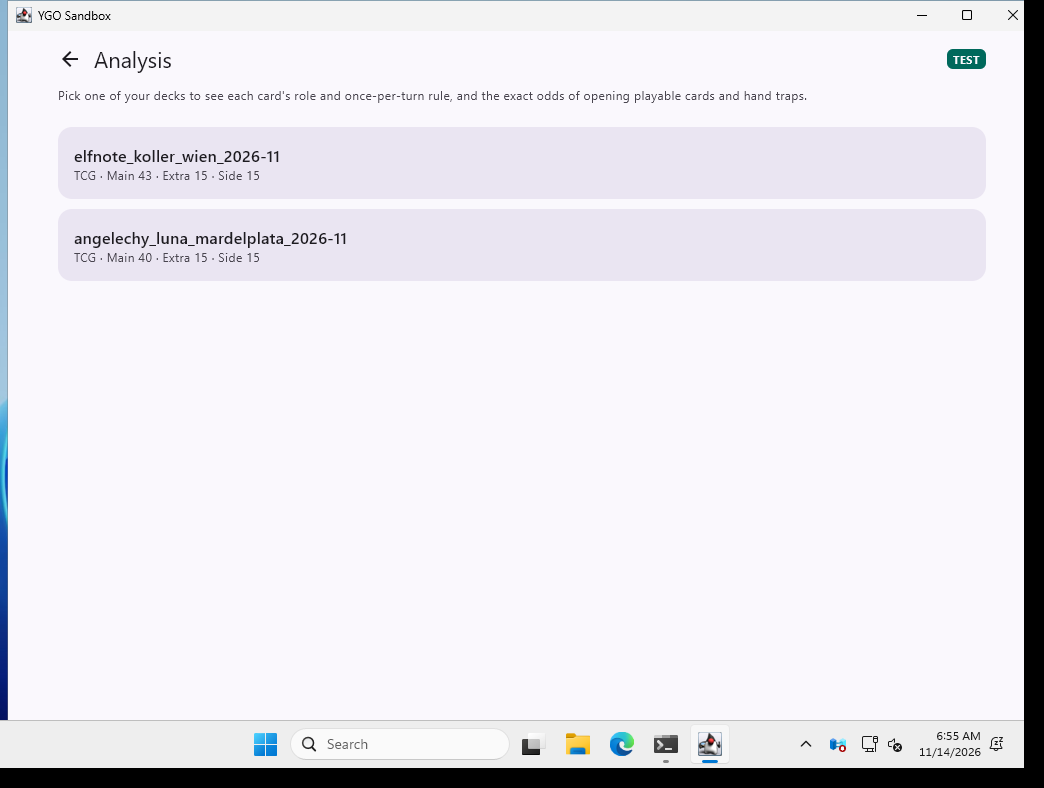 YGO Sandbox
Analysis
TEST
Pick one of your decks to see each card's role and once-per-turn rule, and the exact odds of opening playable cards and hand traps.
elfnote_koller_wien_2026-11
TCG · Main 43 · Extra 15 · Side 15
angelechy_luna_mardelplata_2026-11
TCG · Main 40 · Extra 15 · Side 15
Search
6:55 AM
11/14/2026